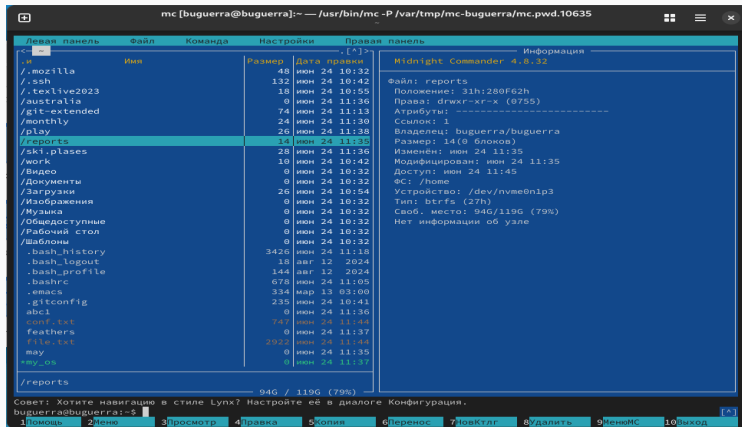 mc [buguerra@buguerra]:~ — /usr/bin/mc -P /var/tmp/mc-buguerra/mc.pwd.10635
Левая панель Файл Команда Настройки Правая панель
<— ~ .[^]> Информация
.и Имя Размер Дата правки Midnight Commander 4.8.32
/.mozilla 48 июн 24 10:32
/.ssh 132 июн 24 10:42 Файл: reports
/.texlive2023 18 июн 24 10:55 Положение: 31h:280F62h
/australia 0 июн 24 11:36 Права: drwxr-xr-x (0755)
/git-extended 74 июн 24 11:13 Атрибуты: --------------------------
/monthly 24 июн 24 11:30 Ссылок: 1
/play 26 июн 24 11:38 Владелец: buguerra/buguerra
/reports 14 июн 24 11:35 Размер: 14(0 блоков)
/ski.plases 28 июн 24 11:36 Изменён: июн 24 11:35
/work 10 июн 24 10:42 Модифицирован: июн 24 11:35
/Видео 0 июн 24 10:32 Доступ: июн 24 11:45
/Документы 0 июн 24 10:32 ФС: /home
/Загрузки 26 июн 24 10:54 Устройство: /dev/nvme0n1p3
/Изображения 0 июн 24 10:32 Тип: btrfs (27h)
/Музыка 0 июн 24 10:32 Своб. место: 94G/119G (79%)
/Общедоступные 0 июн 24 10:32 Нет информации об узле
/Рабочий стол 0 июн 24 10:32
/Шаблоны 0 июн 24 10:32
.bash_history 3426 июн 24 11:18
.bash_logout 18 авг 12 2024
.bash_profile 144 авг 12 2024
.bashrc 678 июн 24 11:05
.emacs 334 мар 13 03:00
.gitconfig 235 июн 24 10:41
abc1 0 июн 24 11:36
conf.txt 747 июн 24 11:44
feathers 0 июн 24 11:37
file.txt 2922 июн 24 11:44
may 0 июн 24 11:35
*my_os 0 июн 24 11:37
/reports
94G / 119G (79%)
Совет: Хотите навигацию в стиле Lynx? Настройте её в диалоге Конфигурация.
buguerra@buguerra:~$ [^]
1Помощь 2Меню 3Просмотр 4Правка 5Копия 6Перенос 7НовКтлг 8Удалить 9МенюМС 10Выход